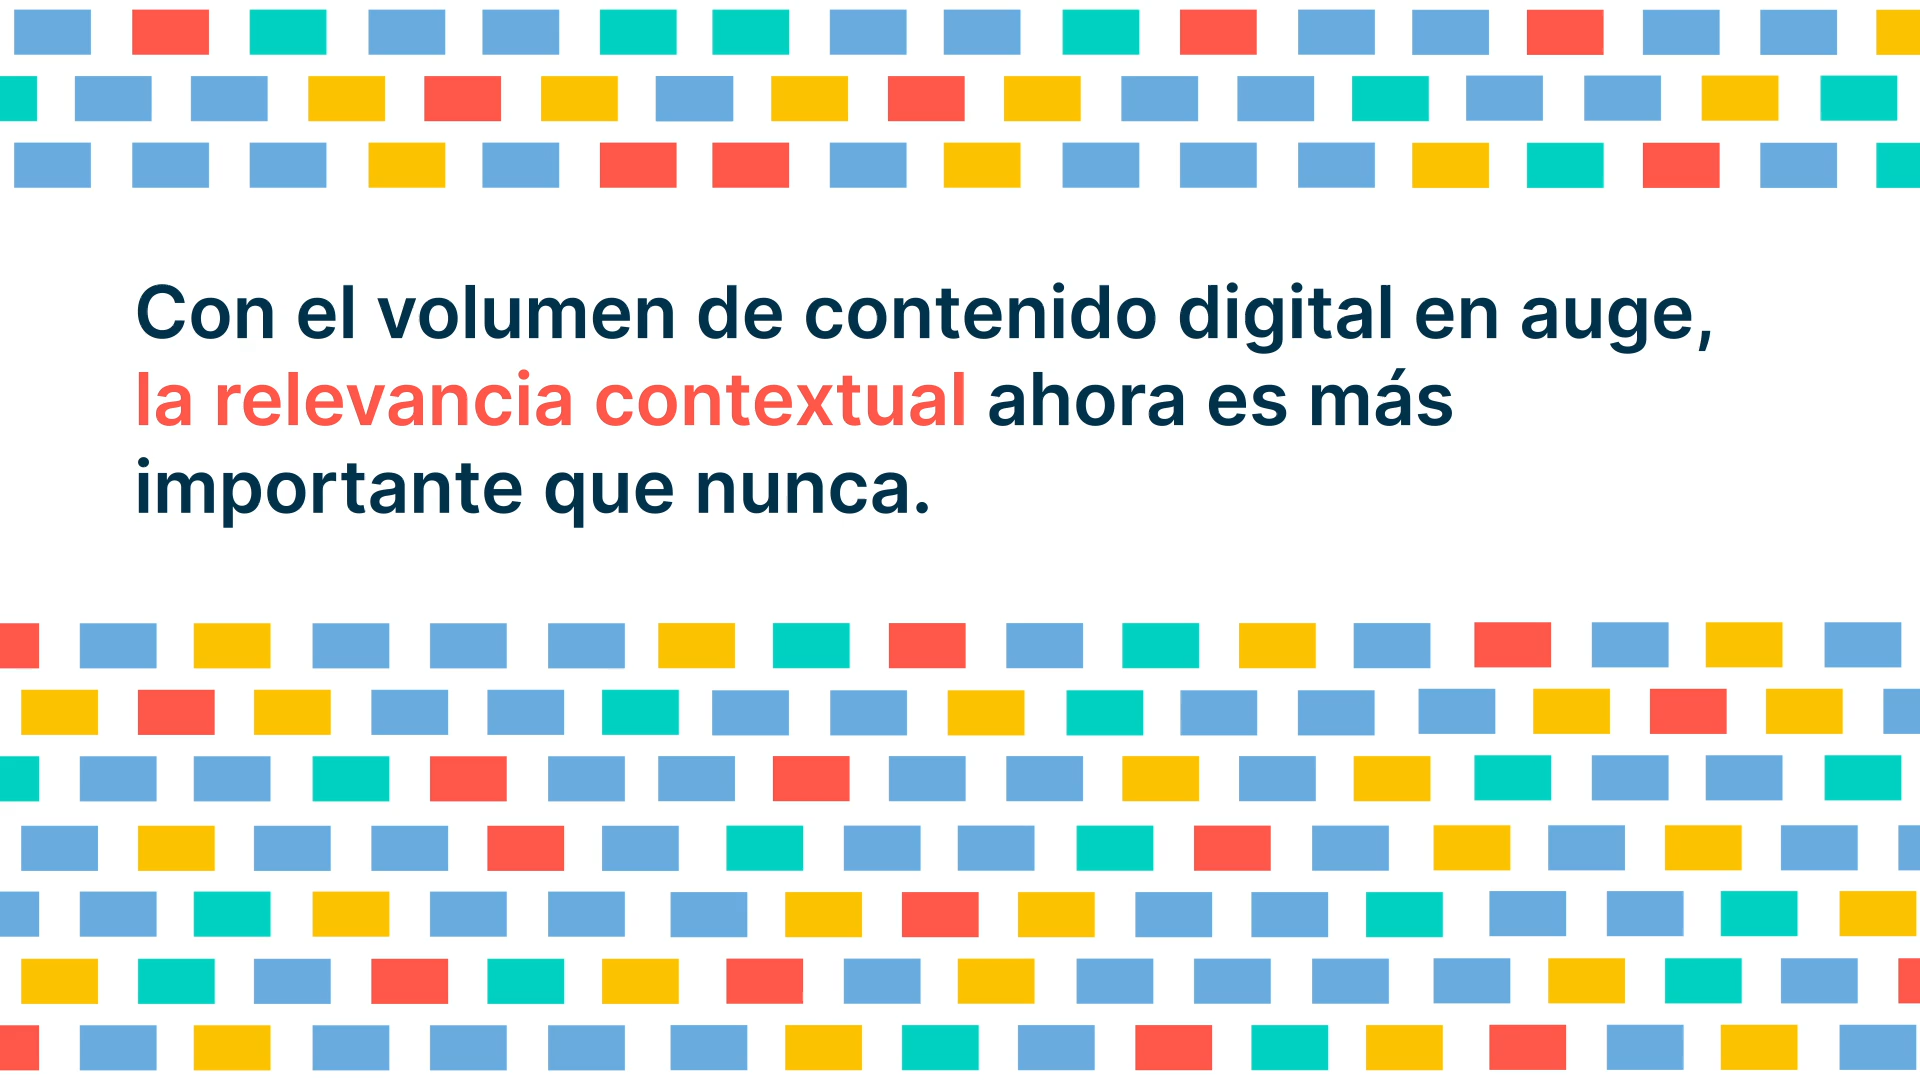 Con el volumen de contenido digital en auge,
la relevancia contextual ahora es más
importante que nunca.